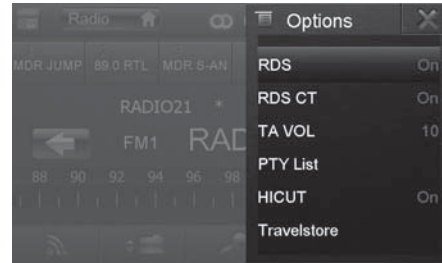 Radio
Options
MDR JUMP 89.0 RTL MDR S-AN
RDS On
RADIO21 *
RDS CT On
FM1 RAD
TA VOL 10
PTY List
88 90 92 94 96 98
HICUT On
Travelstore